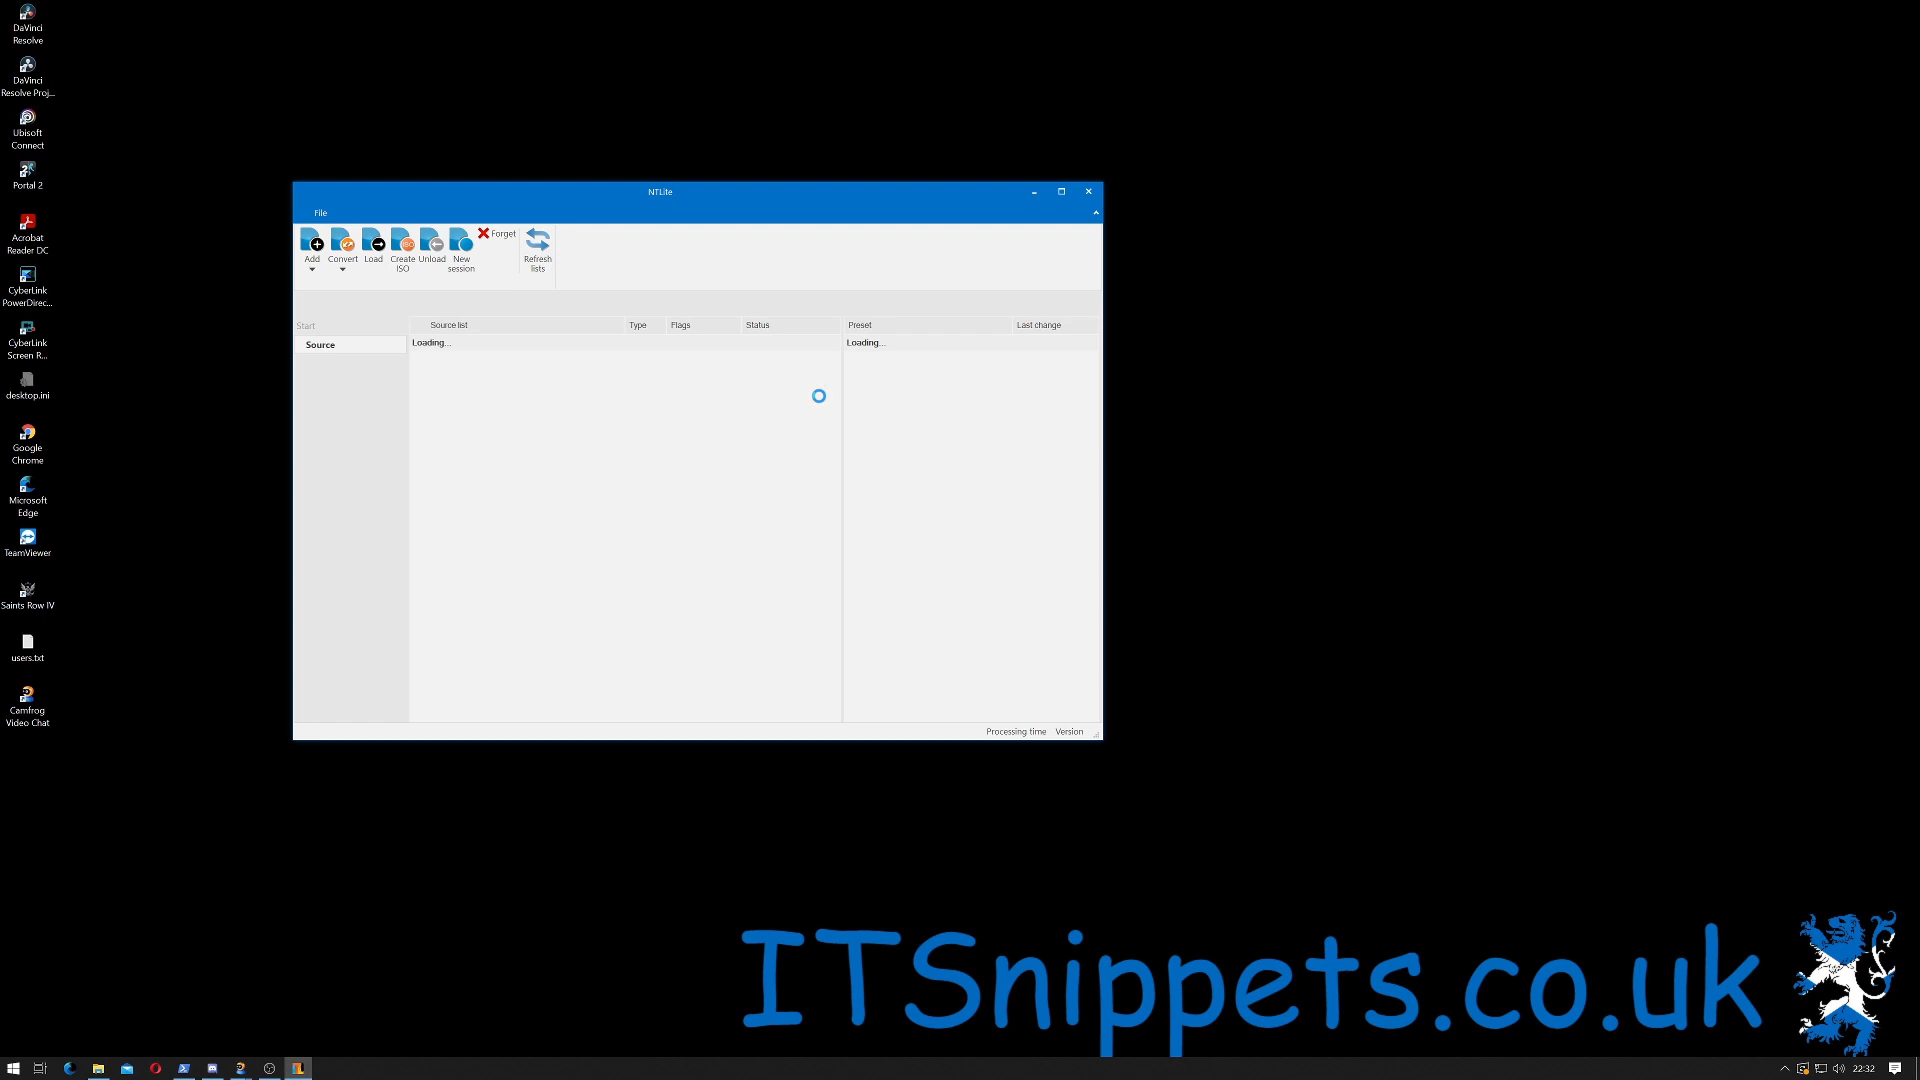 DaVinci
Resolve
DaVinci
Resolve Proj...
Ubisoft
Connect
Portal 2
Acrobat
Reader DC
CyberLink
PowerDirec...
CyberLink
Screen R...
desktop.ini
Google
Chrome
Microsoft
Edge
TeamViewer
Saints Row IV
users.txt
Camfrog
Video Chat
NTLite
File
Add
Convert
Load
Create
ISO
Unload
New
session
Forget
Refresh
lists
Start
Source
Source list
Type
Flags
Status
Preset
Last change
Loading...
Loading...
Processing time
Version
ITSnippets.co.uk
22:32